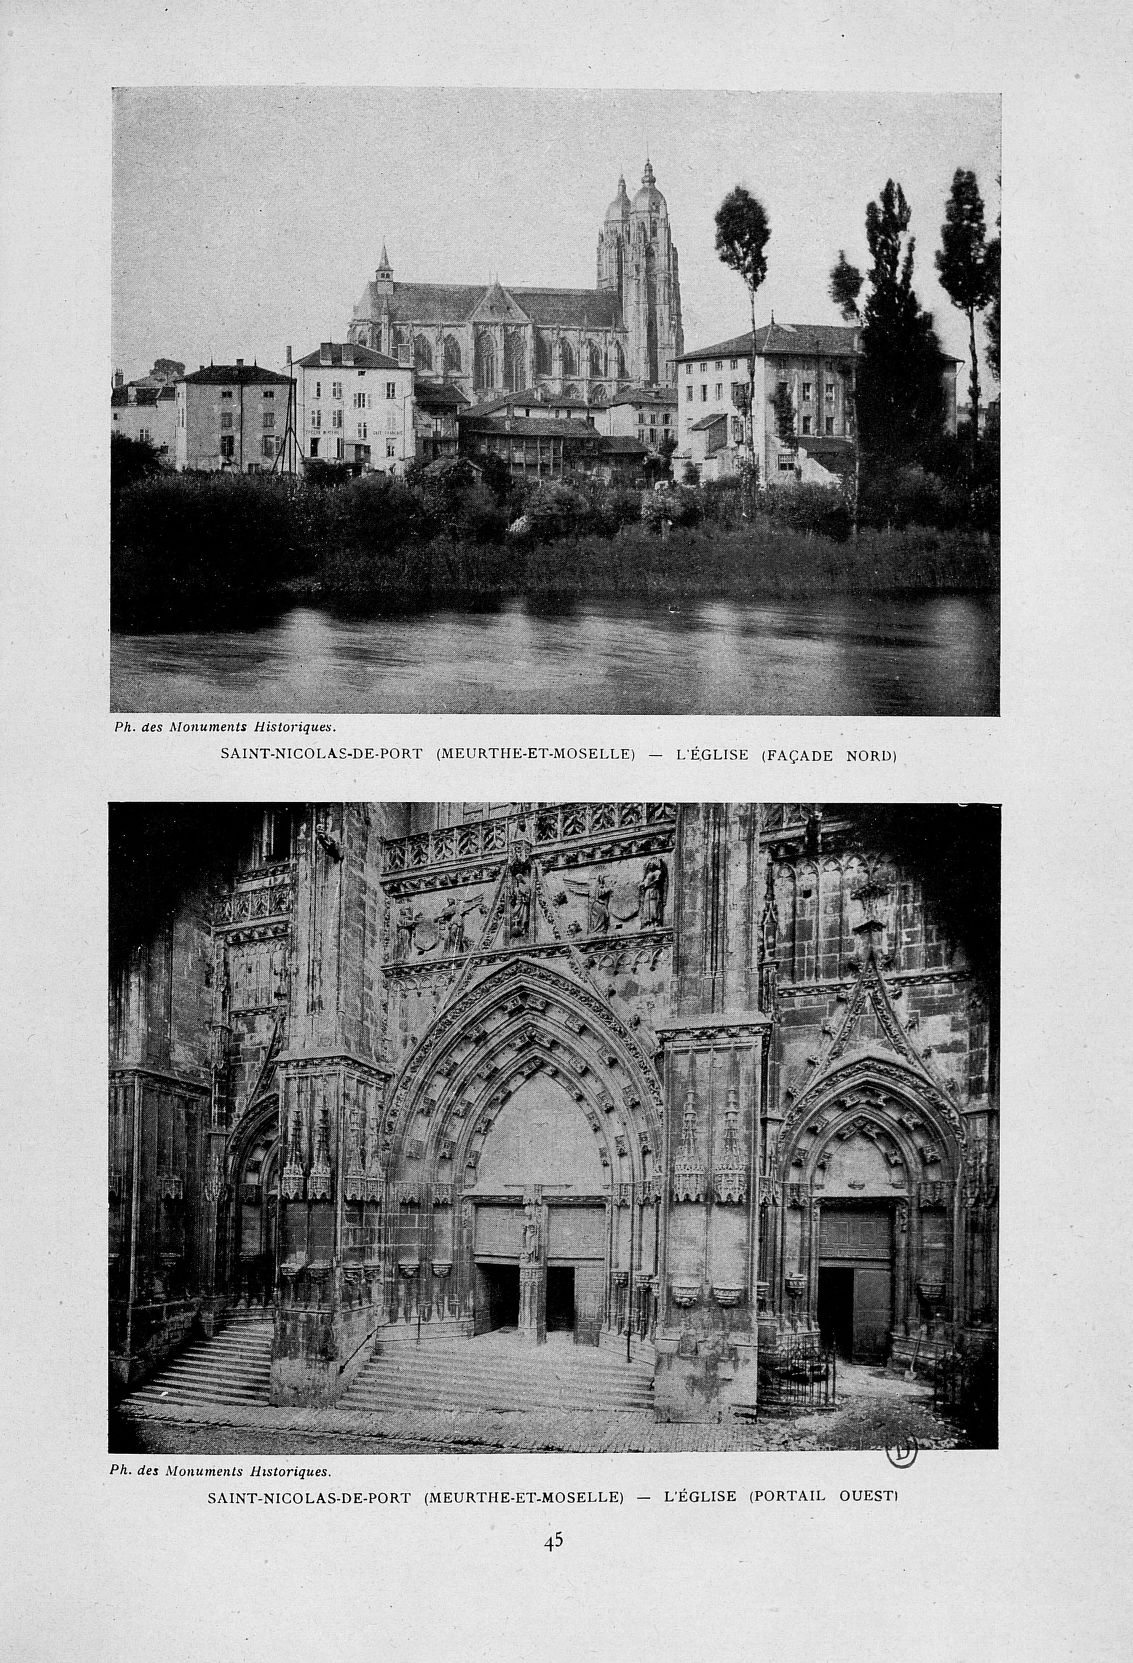 Ph. des Monuments Historiques.
SAINT-NICOLAS-DE-PORT (MEURTHE-ET-MOSELLE) — L'ÉGLISE (FAÇADE NORD)
Ph. des Monuments Historiques.
SAINT-NICOLAS-DE-PORT (MEURTHE-ET-MOSELLE) — L'ÉGLISE (PORTAIL OUEST)
45